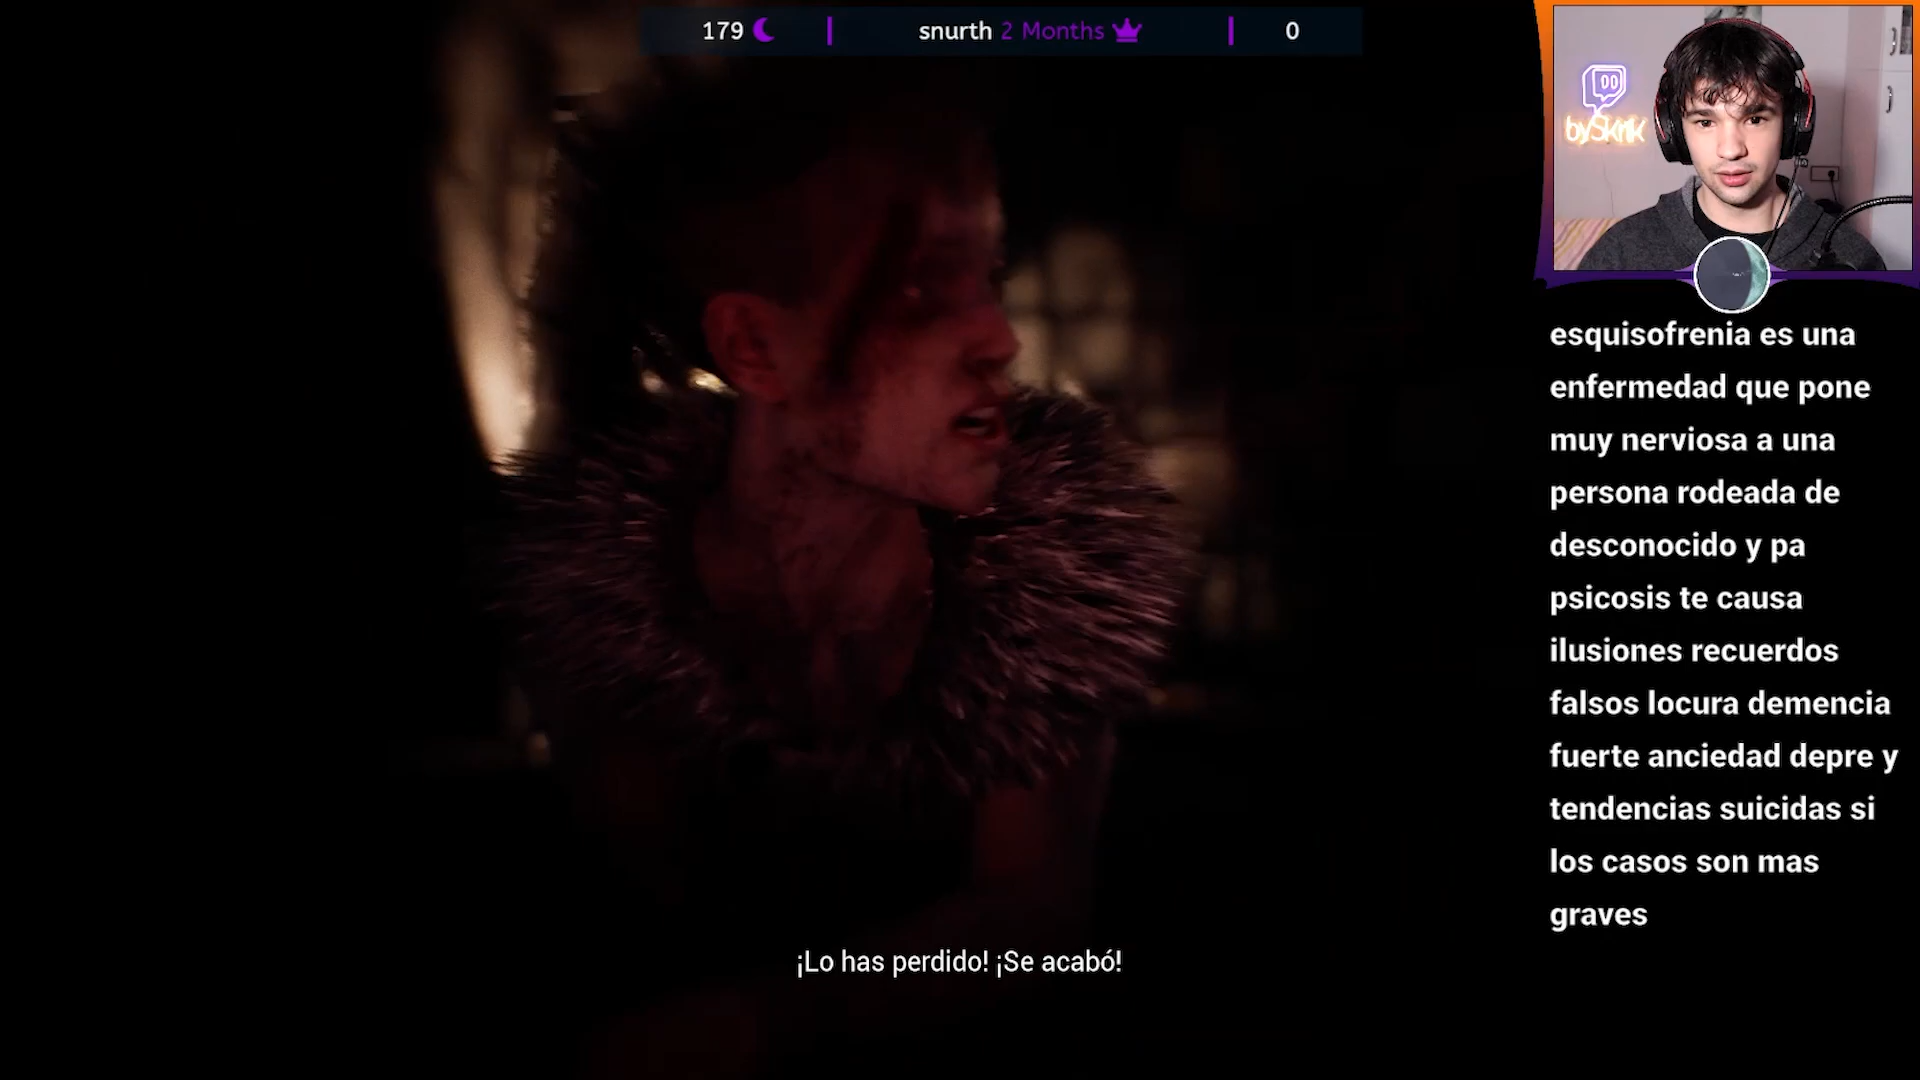 179
snurth 2 Months
0
bySkrik
esquisofrenia es una
enfermedad que pone
muy nerviosa a una
persona rodeada de
desconocido y pa
psicosis te causa
ilusiones recuerdos
falsos locura demencia
fuerte anciedad depre y
tendencias suicidas si
los casos son mas
graves
¡Lo has perdido! ¡Se acabó!